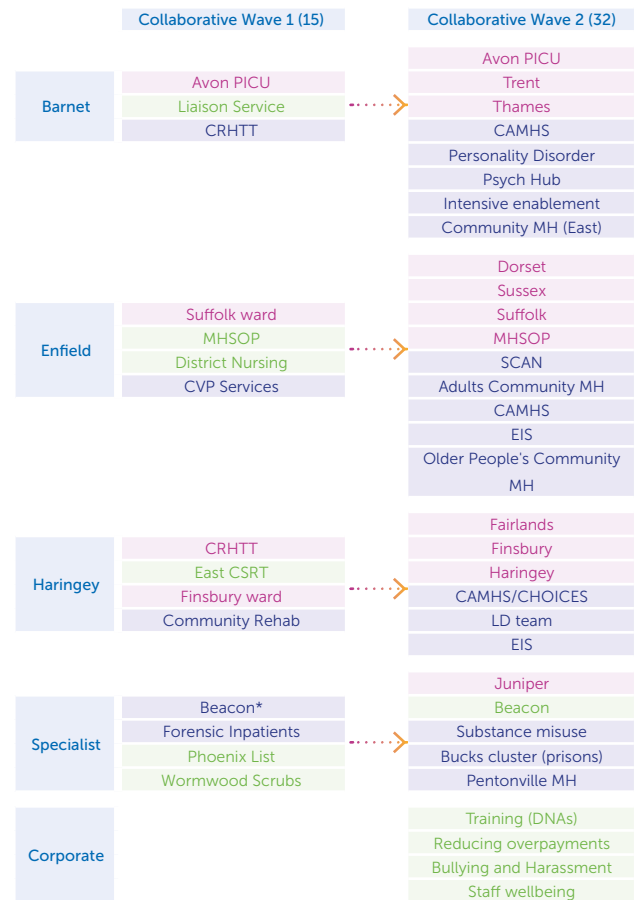 Collaborative Wave 1 (15)
Collaborative Wave 2 (32)
Barnet
Avon PICU
Liaison Service
CRHTT
Avon PICU
Trent
Thames
CAMHS
Personality Disorder
Psych Hub
Intensive enablement
Community MH (East)
Enfield
Suffolk ward
MHSOP
District Nursing
CVP Services
Dorset
Sussex
Suffolk
MHSOP
SCAN
Adults Community MH
CAMHS
EIS
Older People's Community
MH
Haringey
CRHTT
East CSRT
Finsbury ward
Community Rehab
Fairlands
Finsbury
Haringey
CAMHS/CHOICES
LD team
EIS
Specialist
Beacon*
Forensic Inpatients
Phoenix List
Wormwood Scrubs
Juniper
Beacon
Substance misuse
Bucks cluster (prisons)
Pentonville MH
Corporate
Training (DNAs)
Reducing overpayments
Bullying and Harassment
Staff wellbeing